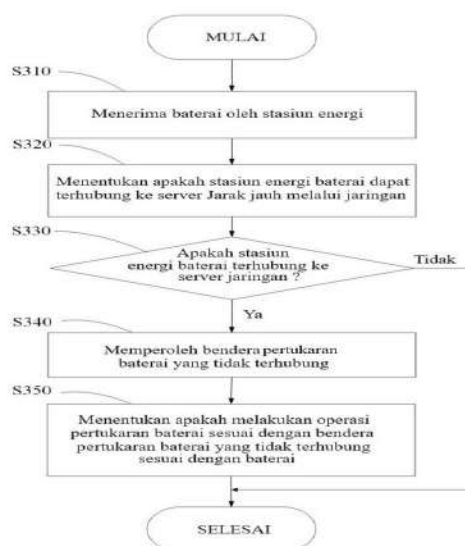 MULAI
S310
Menerima baterai oleh stasiun energi
S320
Menentukan apakah stasiun energi baterai dapat
terhubung ke server Jarak jauh melalui jaringan
S330
Apakah stasiun
energi baterai terhubung ke
server jaringan ?
Tidak
Ya
S340
Memperoleh bendera pertukaran
baterai yang tidak terhubung
S350
Menentukan apakah melakukan operasi
pertukaran baterai sesuai dengan bendera
pertukaran baterai yang tidak terhubung
sesuai dengan baterai
SELESAI